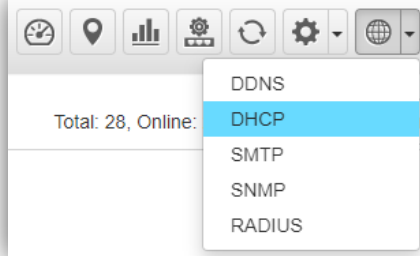 DDNS
Total: 28, Online:
DHCP
SMTP
SNMP
RADIUS